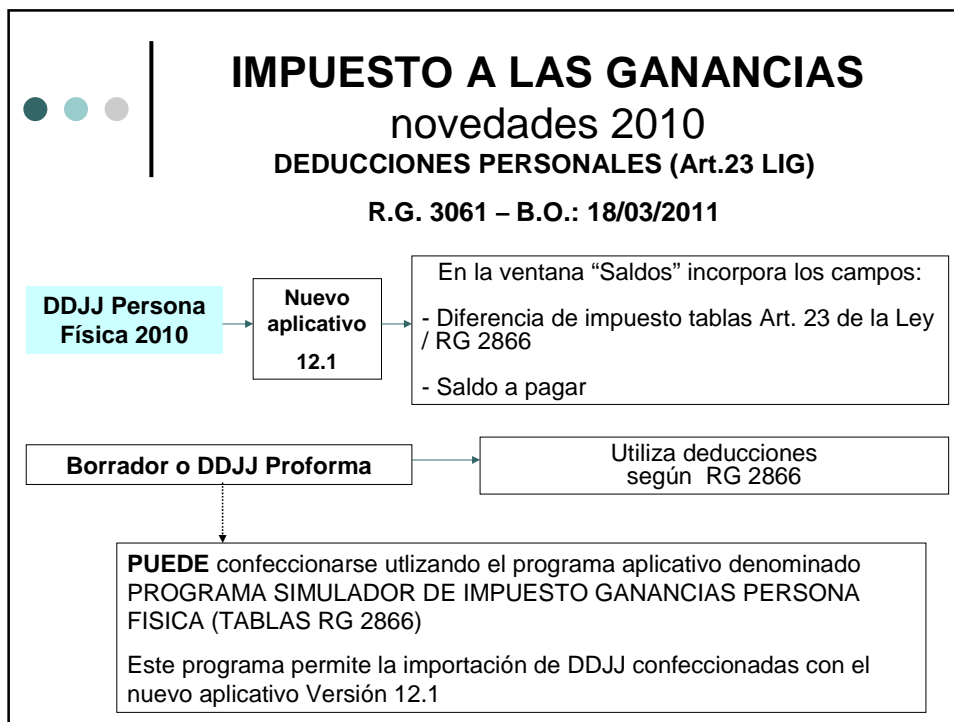 IMPUESTO A LAS GANANCIAS
novedades 2010
DEDUCCIONES PERSONALES (Art.23 LIG)
R.G. 3061 – B.O.: 18/03/2011
DDJJ Persona
Física 2010
Nuevo
aplicativo
12.1
En la ventana “Saldos” incorpora los campos:
- Diferencia de impuesto tablas Art. 23 de la Ley
/ RG 2866
- Saldo a pagar
Borrador o DDJJ Proforma
Utiliza deducciones
según RG 2866
PUEDE confeccionarse utlizando el programa aplicativo denominado
PROGRAMA SIMULADOR DE IMPUESTO GANANCIAS PERSONA
FISICA (TABLAS RG 2866)
Este programa permite la importación de DDJJ confeccionadas con el
nuevo aplicativo Versión 12.1